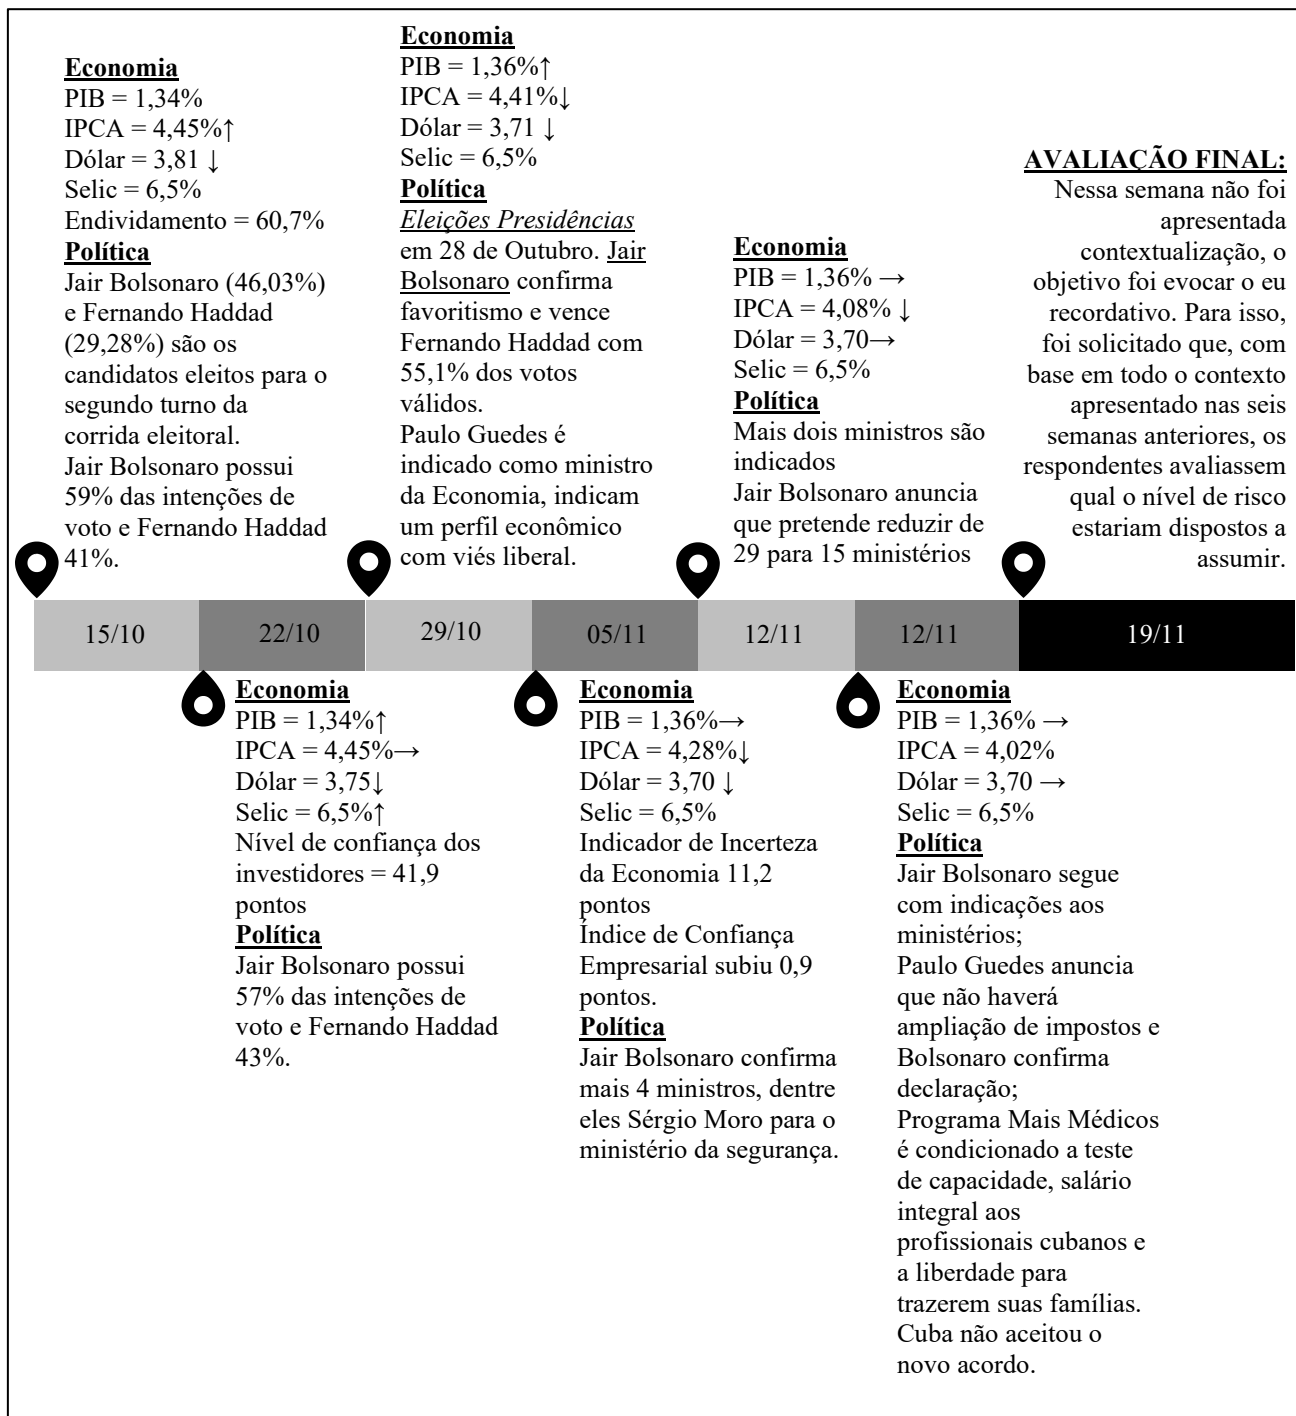 Economia
PIB = 1,34%
IPCA = 4,45%↑
Dólar = 3,81 ↓
Selic = 6,5%
Endividamento = 60,7%
Política
Jair Bolsonaro (46,03%)
e Fernando Haddad
(29,28%) são os
candidatos eleitos para o
segundo turno da
corrida eleitoral.
Jair Bolsonaro possui
59% das intenções de
voto e Fernando Haddad
41%.
Economia
PIB = 1,36%↑
IPCA = 4,41%↓
Dólar = 3,71 ↓
Selic = 6,5%
Política
Eleições Presidências
em 28 de Outubro. Jair
Bolsonaro confirma
favoritismo e vence
Fernando Haddad com
55,1% dos votos
válidos.
Paulo Guedes é
indicado como ministro
da Economia, indicam
um perfil econômico
com viés liberal.
Economia
PIB = 1,36% →
IPCA = 4,08% ↓
Dólar = 3,70→
Selic = 6,5%
Política
Mais dois ministros são
indicados
Jair Bolsonaro anuncia
que pretende reduzir de
29 para 15 ministérios
AVALIAÇÃO FINAL:
Nessa semana não foi
apresentada
contextualização, o
objetivo foi evocar o eu
recordativo. Para isso,
foi solicitado que, com
base em todo o contexto
apresentado nas seis
semanas anteriores, os
respondentes avaliassem
qual o nível de risco
estariam dispostos a
assumir.
15/10
22/10
29/10
05/11
12/11
12/11
19/11
Economia
PIB = 1,34%↑
IPCA = 4,45%→
Dólar = 3,75↓
Selic = 6,5%↑
Nível de confiança dos
investidores = 41,9
pontos
Política
Jair Bolsonaro possui
57% das intenções de
voto e Fernando Haddad
43%.
Economia
PIB = 1,36%→
IPCA = 4,28%↓
Dólar = 3,70 ↓
Selic = 6,5%
Indicador de Incerteza
da Economia 11,2
pontos
Índice de Confiança
Empresarial subiu 0,9
pontos.
Política
Jair Bolsonaro confirma
mais 4 ministros, dentre
eles Sérgio Moro para o
ministério da segurança.
Economia
PIB = 1,36% →
IPCA = 4,02%
Dólar = 3,70 →
Selic = 6,5%
Política
Jair Bolsonaro segue
com indicações aos
ministérios;
Paulo Guedes anuncia
que não haverá
ampliação de impostos e
Bolsonaro confirma
declaração;
Programa Mais Médicos
é condicionado a teste
de capacidade, salário
integral aos
profissionais cubanos e
a liberdade para
trazerem suas famílias.
Cuba não aceitou o
novo acordo.